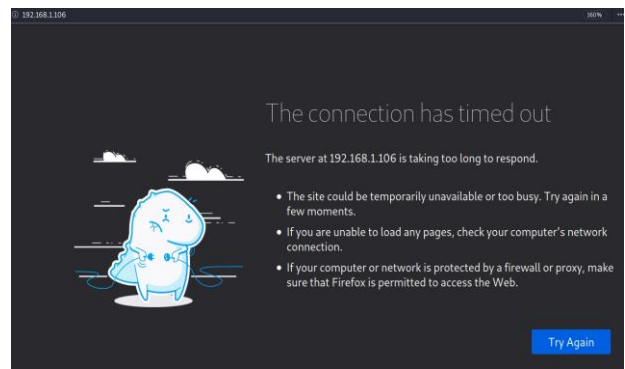 192.168.1.106
160%
The connection has timed out
The server at 192.168.1.106 is taking too long to respond.
• The site could be temporarily unavailable or too busy. Try again in a
few moments.
• If you are unable to load any pages, check your computer's network
connection.
• If your computer or network is protected by a firewall or proxy, make
sure that Firefox is permitted to access the Web.
Try Again